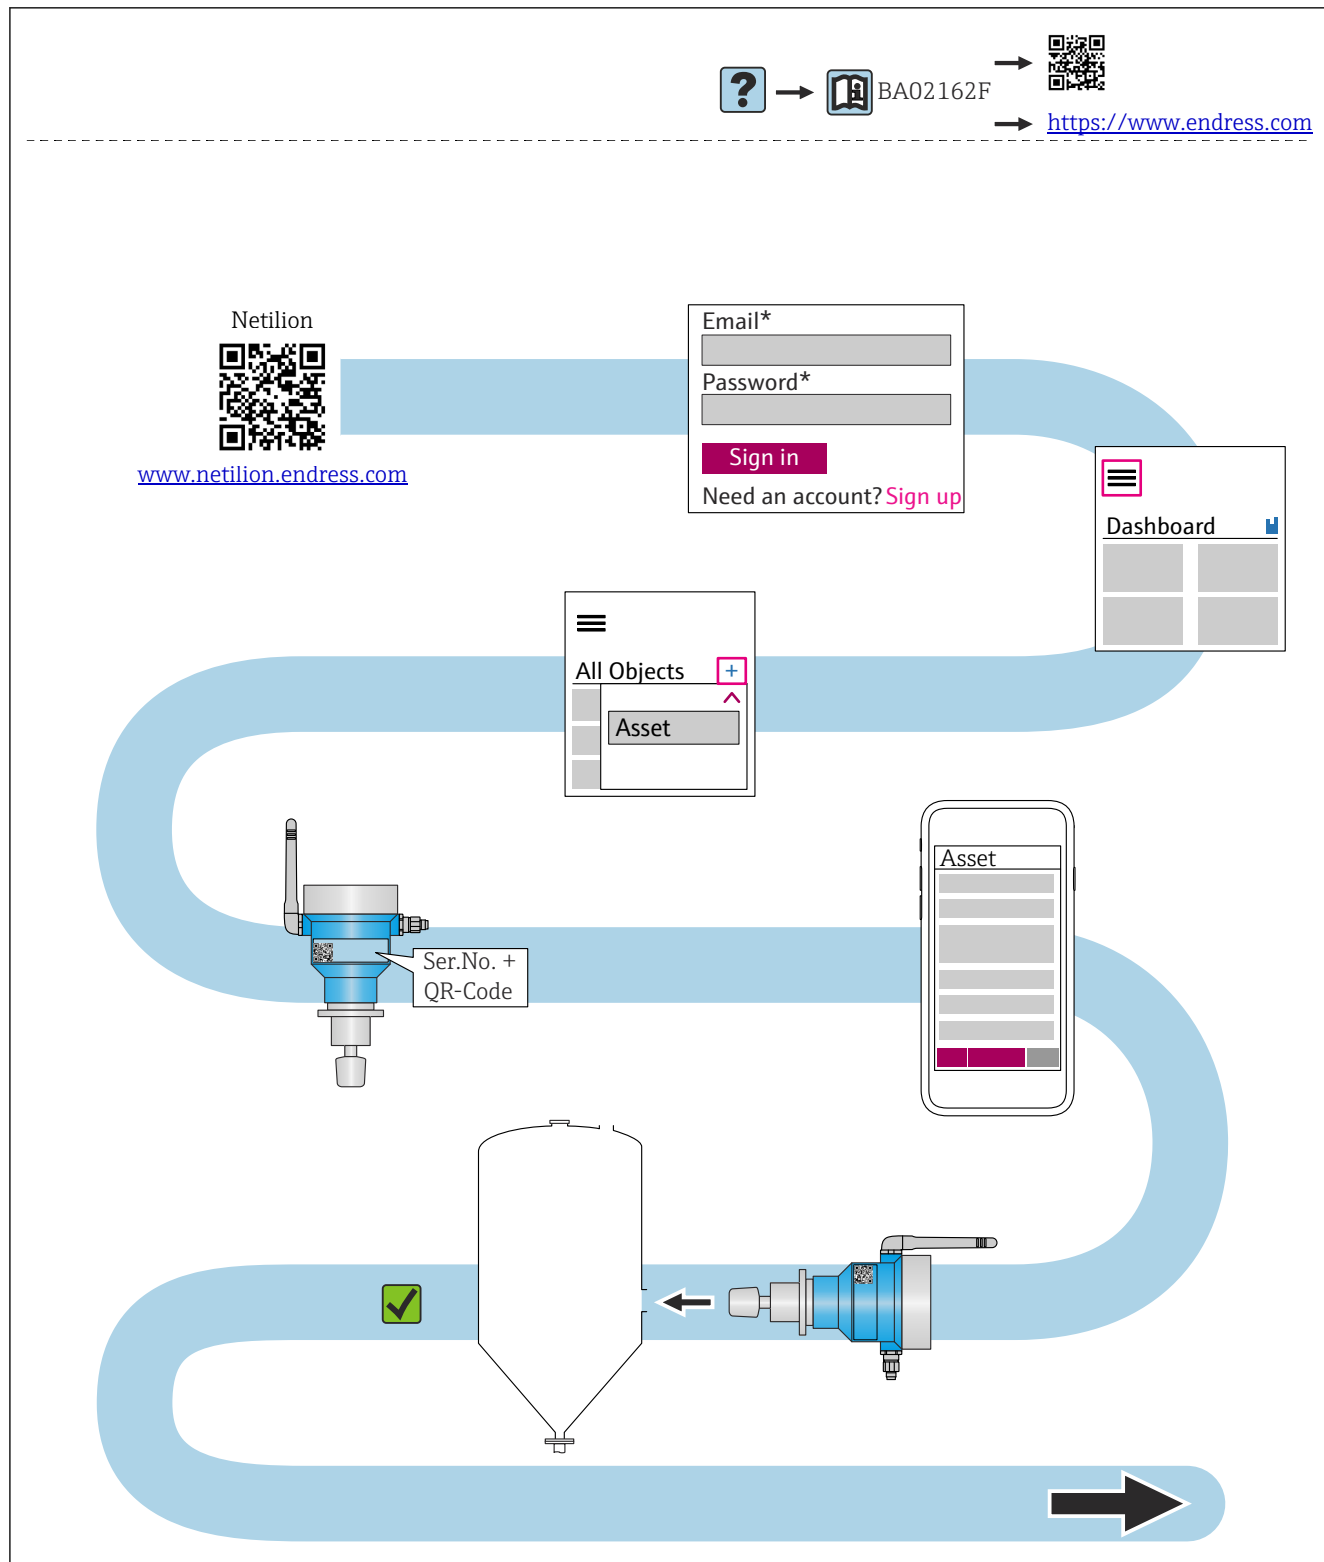 BA02162F
https://www.endress.com
Netilion
www.netilion.endress.com
Email*
Password*
Sign in
Need an account? Sign up
Dashboard
All Objects +
Asset
Ser.No. +
QR-Code
Asset